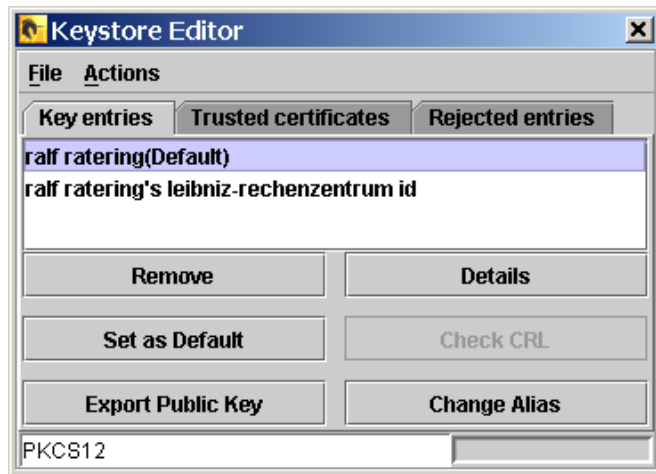 Keystore Editor
File Actions
Key entries Trusted certificates Rejected entries
ralf ratering(Default)
ralf ratering's leibniz-rechenzentrum id
Remove Details
Set as Default Check CRL
Export Public Key Change Alias
PKCS12